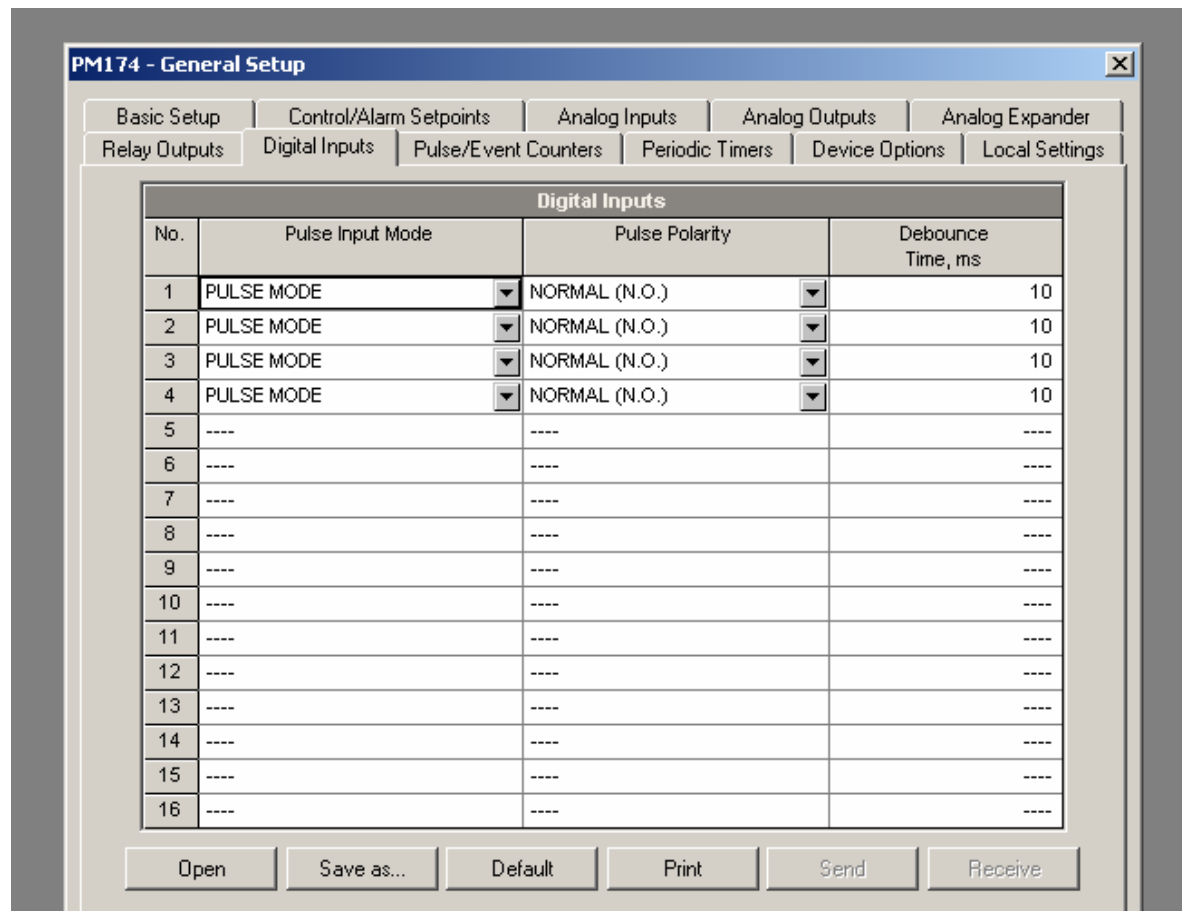 PM174 - General Setup
Basic Setup Control/Alarm Setpoints Analog Inputs Analog Outputs Analog Expander
Relay Outputs Digital Inputs Pulse/Event Counters Periodic Timers Device Options Local Settings
Digital Inputs
No. Pulse Input Mode Pulse Polarity Debounce
Time, ms
1 PULSE MODE NORMAL (N.O.) 10
2 PULSE MODE NORMAL (N.O.) 10
3 PULSE MODE NORMAL (N.O.) 10
4 PULSE MODE NORMAL (N.O.) 10
5 ---- ---- ----
6 ---- ---- ----
7 ---- ---- ----
8 ---- ---- ----
9 ---- ---- ----
10 ---- ---- ----
11 ---- ---- ----
12 ---- ---- ----
13 ---- ---- ----
14 ---- ---- ----
15 ---- ---- ----
16 ---- ---- ----
Open Save as... Default Print Send Receive